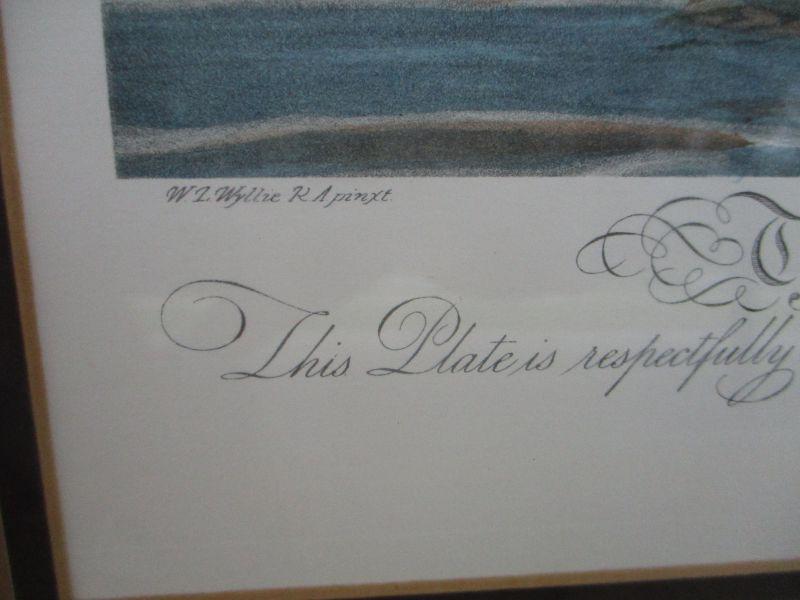 W. L. Wyllie R A pinxt.
This Plate is respectfully